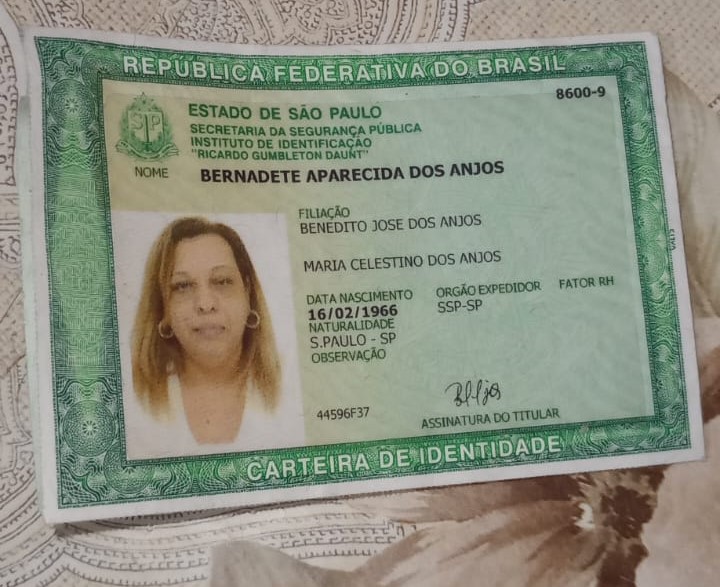 REPÚBLICA FEDERATIVA DO BRASIL
8600-9
ESTADO DE SÃO PAULO
SECRETARIA DA SEGURANÇA PÚBLICA
INSTITUTO DE IDENTIFICAÇÃO
"RICARDO GUMBLETON DAUNT"
NOME BERNADETE APARECIDA DOS ANJOS
FILIAÇÃO
BENEDITO JOSE DOS ANJOS
MARIA CELESTINO DOS ANJOS
DATA NASCIMENTO ORGÃO EXPEDIDOR FATOR RH
16/02/1966 SSP-SP
NATURALIDADE
S.PAULO - SP
OBSERVAÇÃO
44596F37
ASSINATURA DO TITULAR
CARTEIRA DE IDENTIDADE